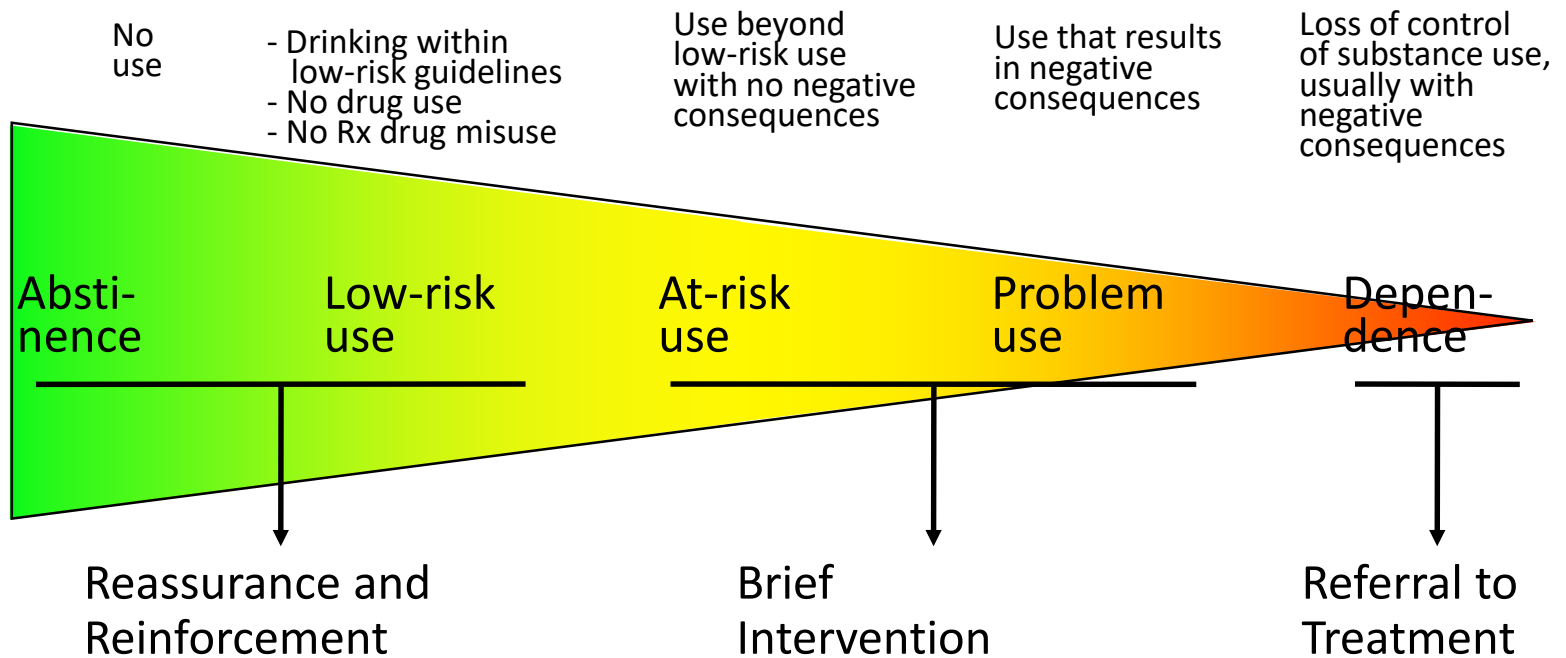 No
use
- Drinking within
low-risk guidelines
- No drug use
- No Rx drug misuse
Use beyond
low-risk use
with no negative
consequences
Use that results
in negative
consequences
Loss of control
of substance use,
usually with
negative
consequences
Absti-
nence
Low-risk
use
At-risk
use
Problem
use
Depen-
dence
Reassurance and
Reinforcement
Brief
Intervention
Referral to
Treatment